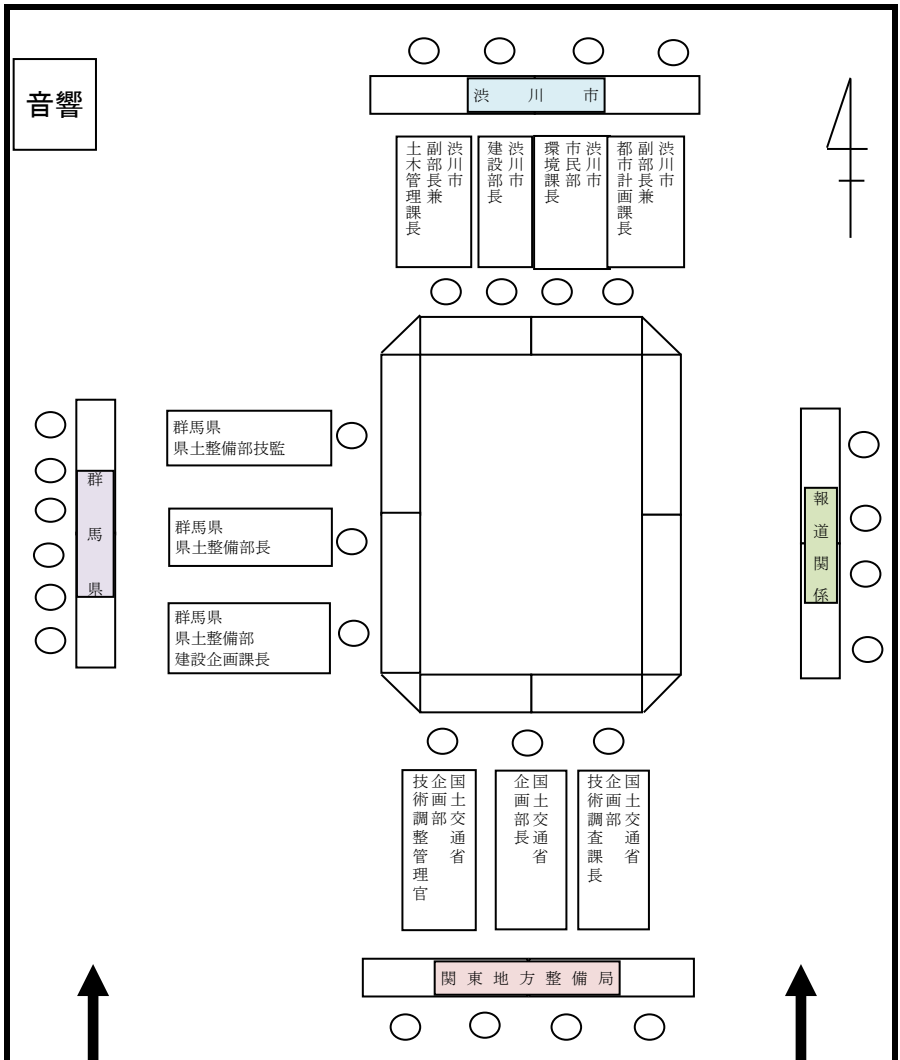 音響
渋川市
渋川市
副部長兼
土木管理課長
渋川市
建設部長
渋川市
市民部
環境課長
渋川市
副部長兼
都市計画課長
群馬県
群馬県
県土整備部技監
群馬県
県土整備部長
群馬県
県土整備部
建設企画課長
報道関係
国土交通省
企画部
技術調整管理官
国土交通省
企画部長
国土交通省
企画部
技術調査課長
関東地方整備局